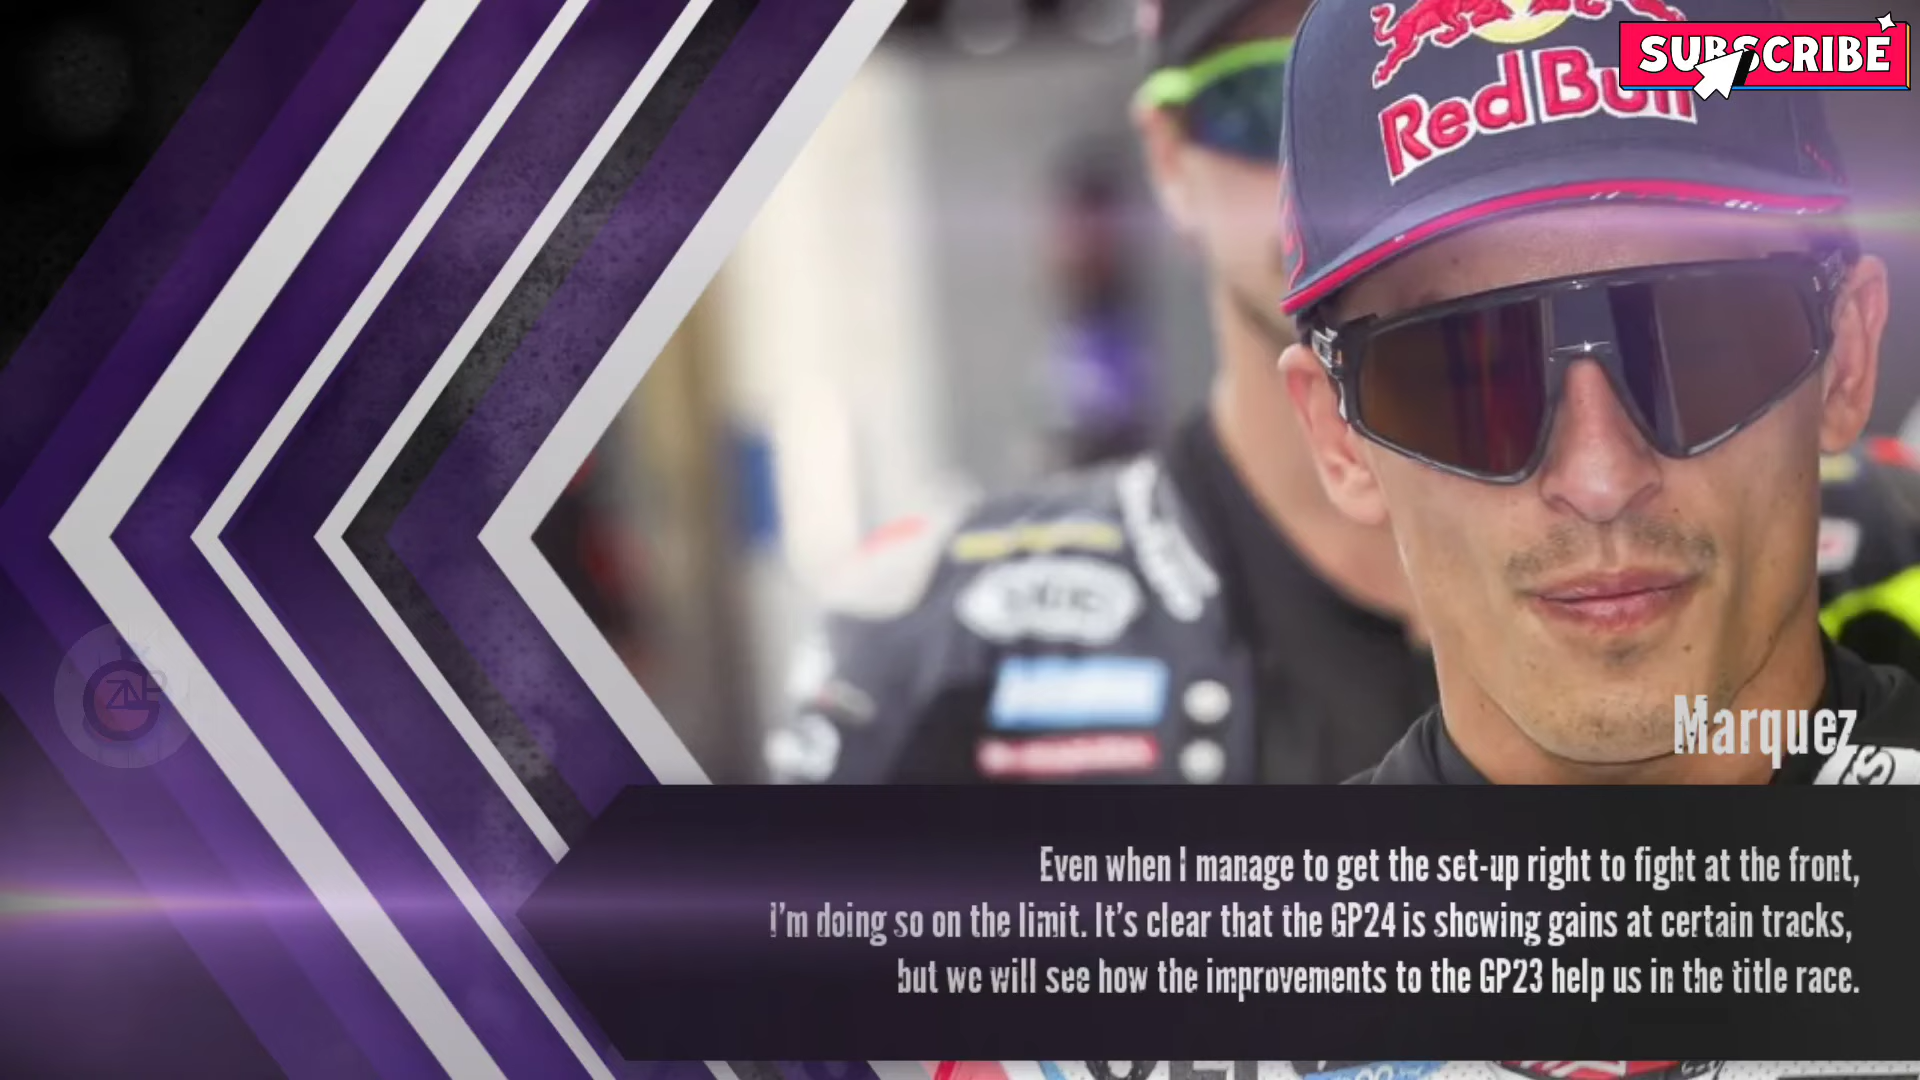 SUBSCRIBE
Red Bull
Marquez
Even when I manage to get the set-up right to fight at the front,
I'm doing so on the limit. It's clear that the GP24 is showing gains at certain tracks,
but we will see how the improvements to the GP23 help us in the title race.